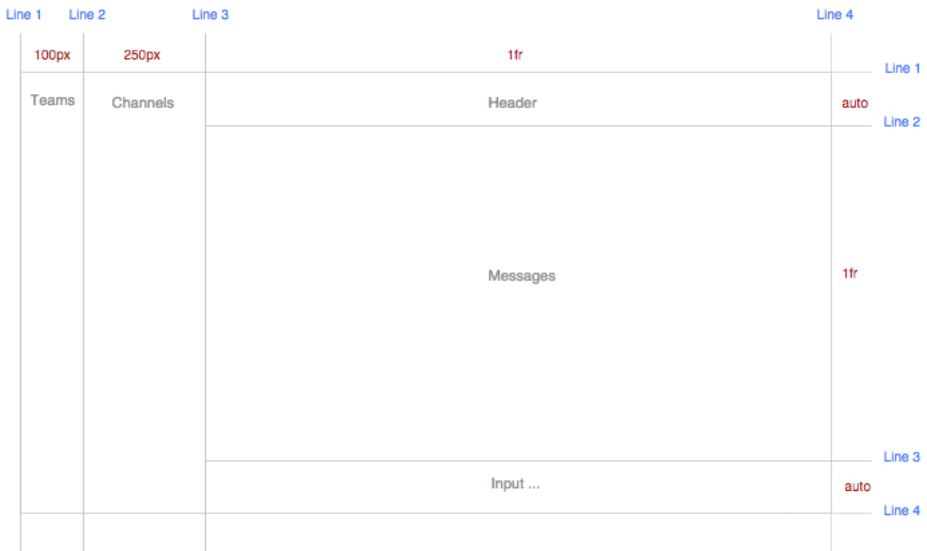 Line 1 Line 2 Line 3 Line 4
100px 250px 1fr
Line 1
Teams Channels Header auto
Line 2
Messages 1fr
Line 3
Input ... auto
Line 4